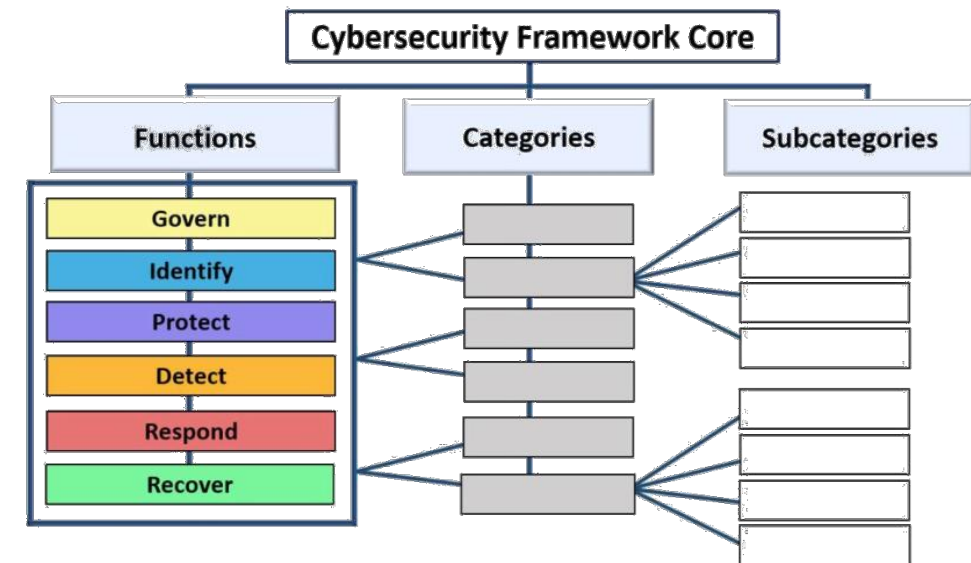 Cybersecurity Framework Core
Functions
Categories
Subcategories
Govern
Identify
Protect
Detect
Respond
Recover